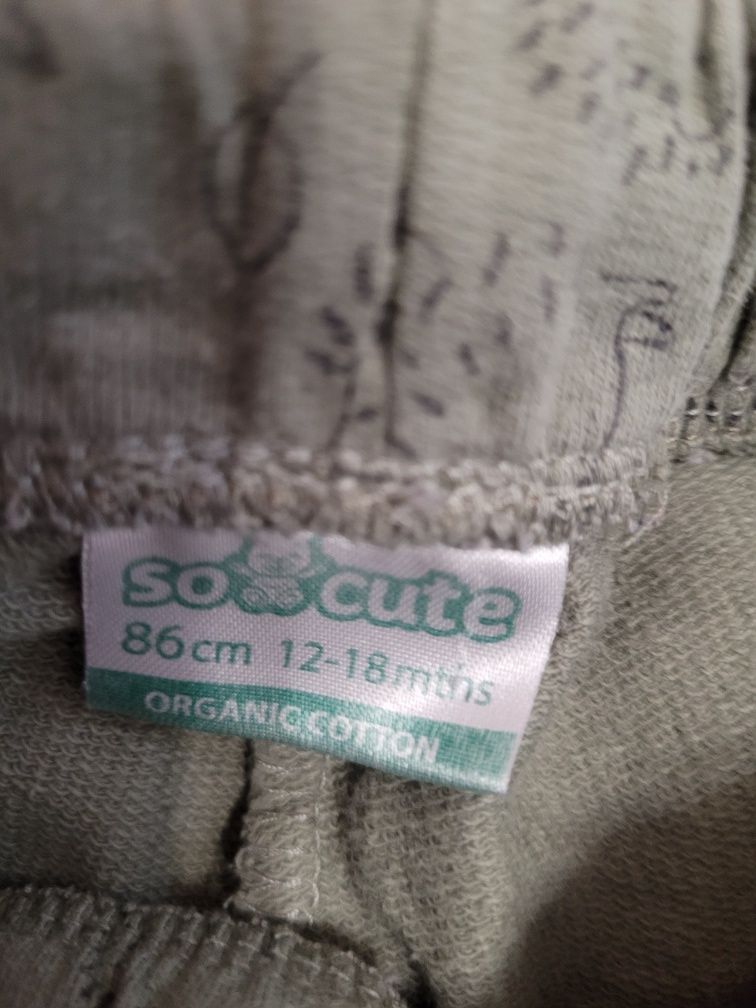 so cute
86cm 12-18mths
ORGANIC COTTON